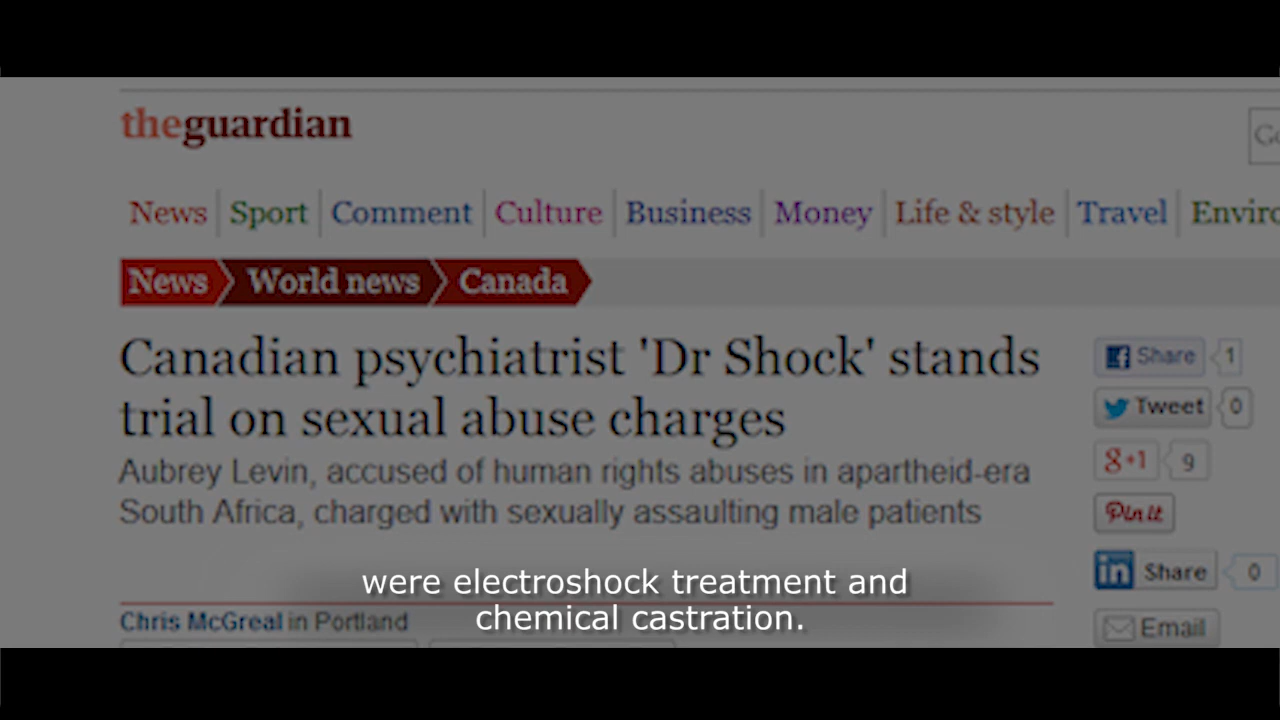 theguardian
News Sport Comment Culture Business Money Life & style Travel
News World news Canada
Canadian psychiatrist 'Dr Shock' stands
trial on sexual abuse charges
Aubrey Levin, accused of human rights abuses in apartheid-era
South Africa, charged with sexually assaulting male patients
Chris McGreal in Portland
Share 1
Tweet 0
g+1 9
Pin it
in Share 0
Email
were electroshock treatment and
chemical castration.